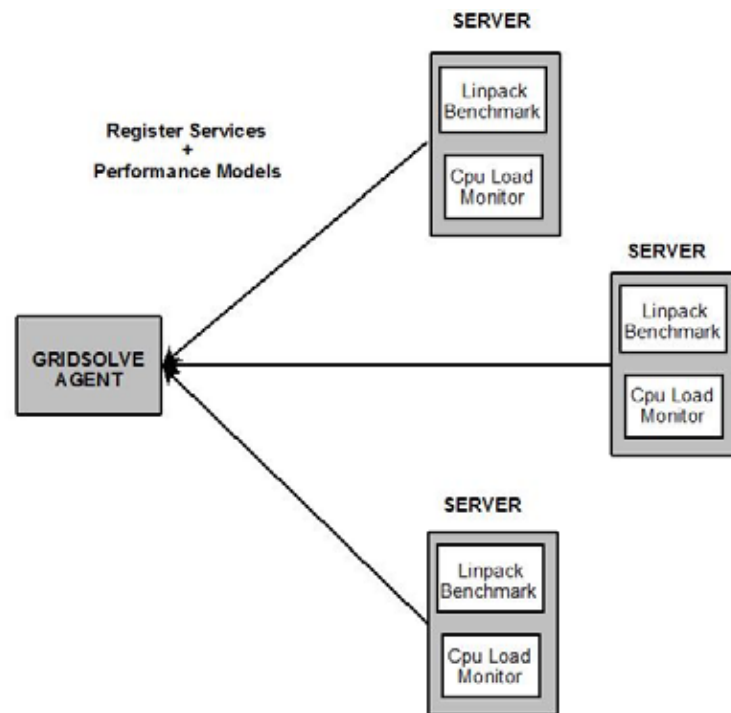 SERVER
Linpack
Benchmark
Cpu Load
Monitor
Register Services
+
Performance Models
SERVER
Linpack
Benchmark
Cpu Load
Monitor
GRIDSOLVE
AGENT
SERVER
Linpack
Benchmark
Cpu Load
Monitor